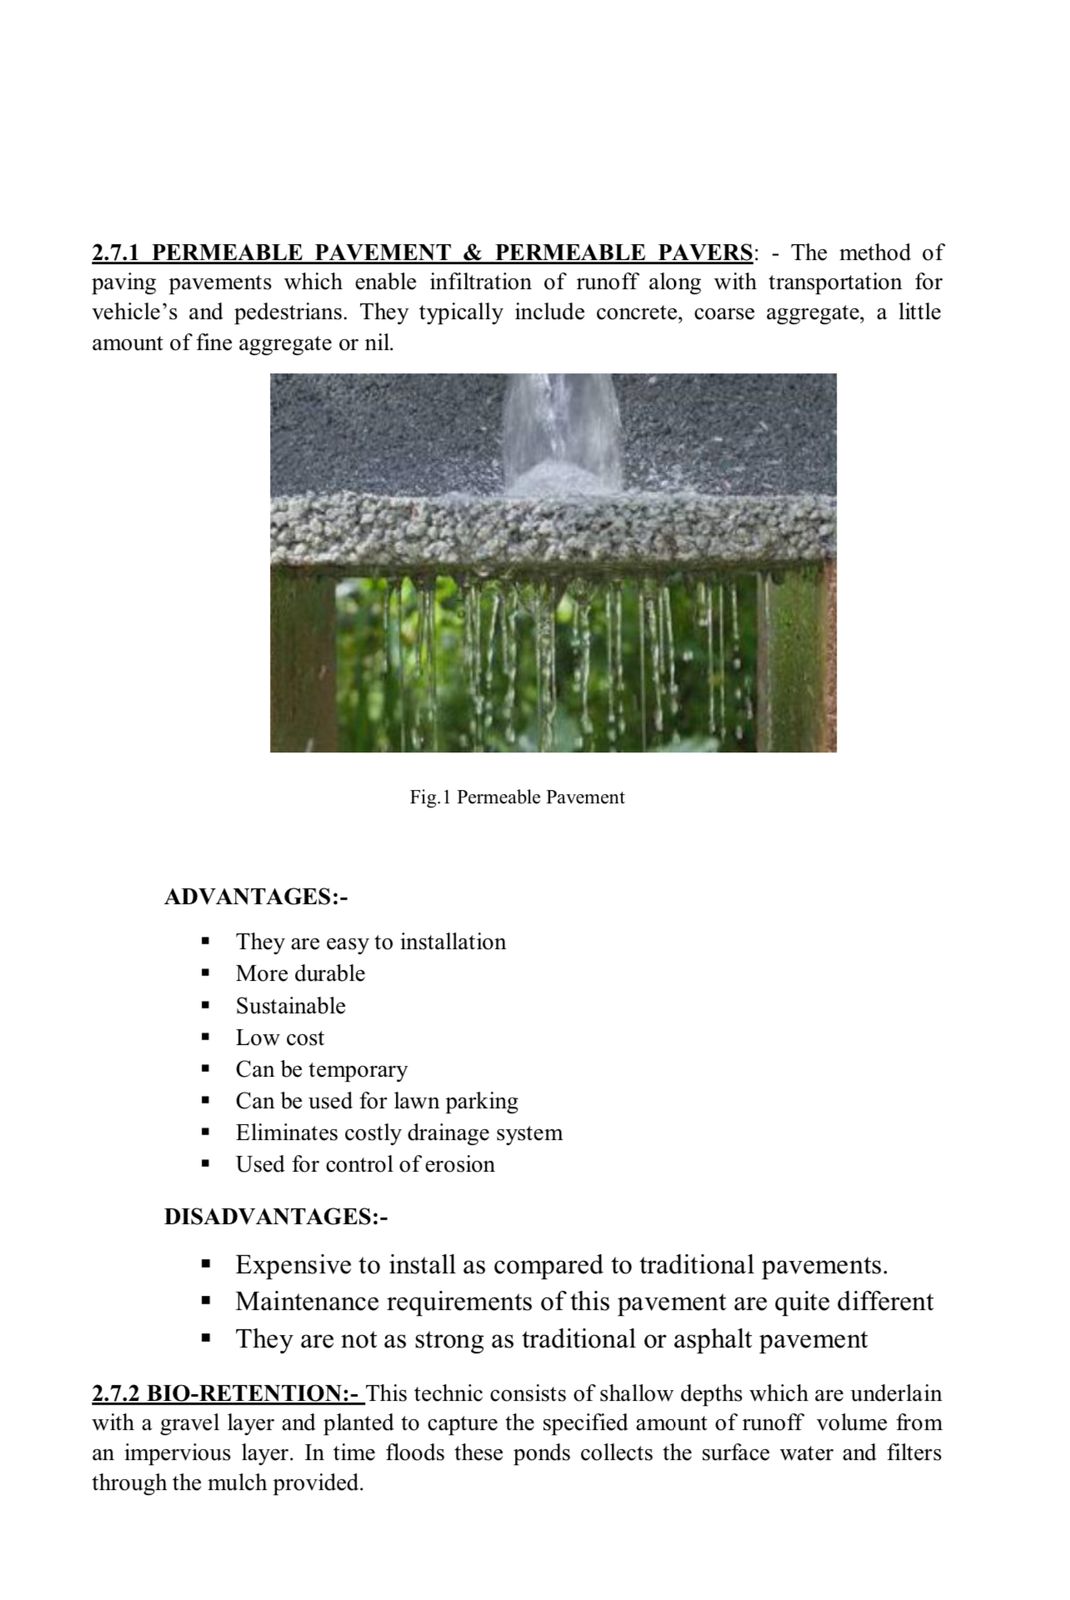 2.7.1 PERMEABLE PAVEMENT & PERMEABLE PAVERS: - The method of
paving pavements which enable infiltration of runoff along with transportation for
vehicle’s and pedestrians. They typically include concrete, coarse aggregate, a little
amount of fine aggregate or nil.
Fig.1 Permeable Pavement
ADVANTAGES:-
▪ They are easy to installation
▪ More durable
▪ Sustainable
▪ Low cost
▪ Can be temporary
▪ Can be used for lawn parking
▪ Eliminates costly drainage system
▪ Used for control of erosion
DISADVANTAGES:-
▪ Expensive to install as compared to traditional pavements.
▪ Maintenance requirements of this pavement are quite different
▪ They are not as strong as traditional or asphalt pavement
2.7.2 BIO-RETENTION:- This technic consists of shallow depths which are underlain
with a gravel layer and planted to capture the specified amount of runoff volume from
an impervious layer. In time floods these ponds collects the surface water and filters
through the mulch provided.